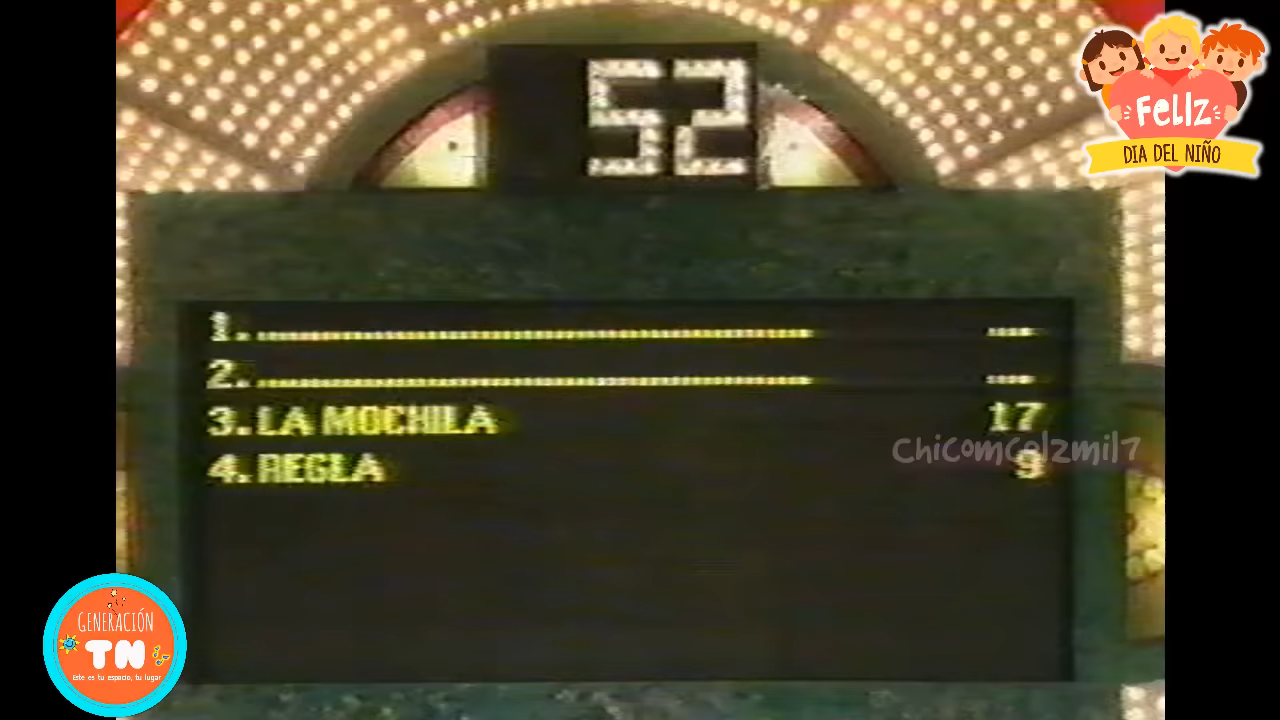 52
FELIZ
DIA DEL NIÑO
1.
2.
3. LA MOCHILA 17
4. REGLA 9
ChicomCelzmil7
GENERACIÓN
TN
Este es tu espacio, tu lugar